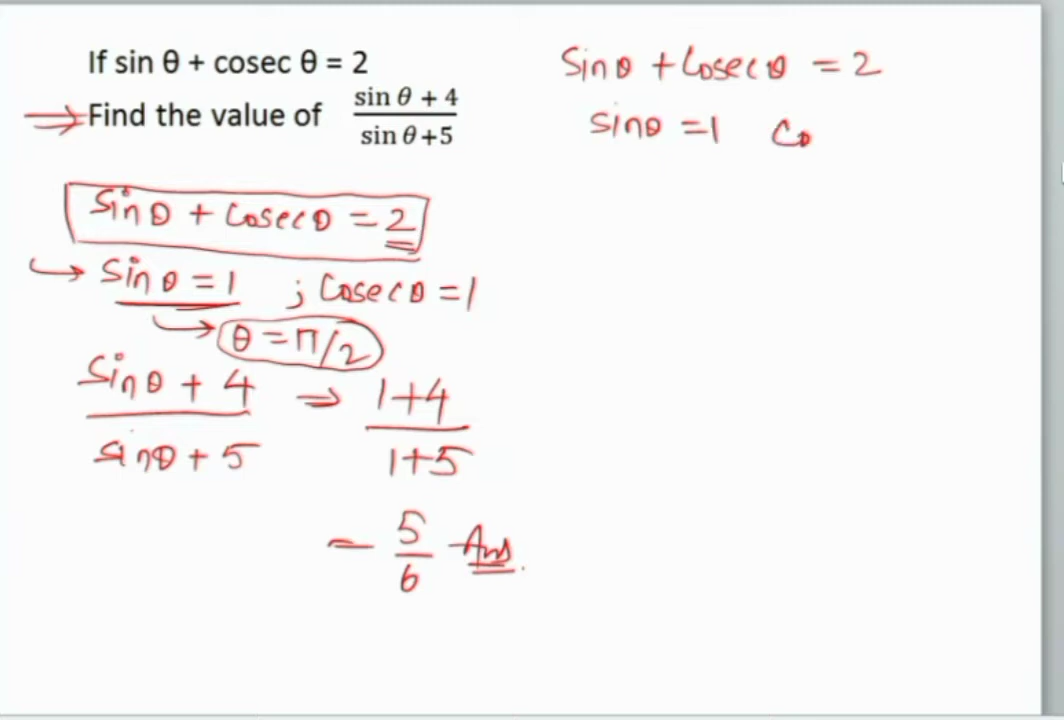 If sin θ + cosec θ = 2
⇒ Find the value of (sin θ + 4)/(sin θ+5)
sin θ + cosec θ = 2
↪ sin θ = 1 ; cosec θ = 1
↪ θ = π/2
(sin θ + 4)/(sin θ + 5) ⇒ (1+4)/(1+5)
= 5/6 Ans.
sin θ + cosec θ = 2
sin θ = 1 Co